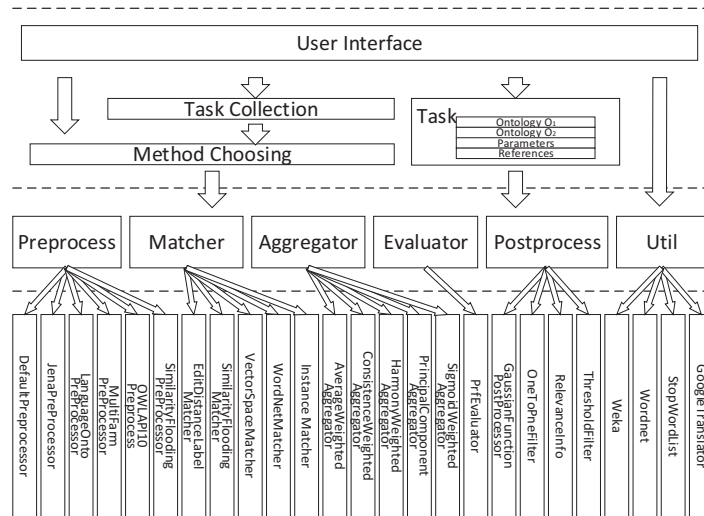 User Interface
Task Collection
Method Choosing
Task
Ontology O1
Ontology O2
Parameters
References
Preprocess
Matcher
Aggregator
Evaluator
Postprocess
Util
DefaultPreprocessor
JenaPreProcessor
LanguageOnto
PreProcessor
MultiFarm
PreProcessor
OWLAPI10
Preprocess
SimilarityFlooding
PreProcessor
EditDistanceLabel
Matcher
SimilarityFlooding
Matcher
VectorSpaceMatcher
WordNetMatcher
Instance Matcher
AverageWeighted
Aggregator
ConsistenceWeighted
Aggregator
HarmonyWeighted
Aggregator
PrincipalComponent
Aggregator
SigmoidWeighted
Aggregator
PrfEvaluator
GaussianFunction
PostProcessor
OneToPneFilter
RelevanceInfo
ThresholdFilter
Weka
Wordnet
StopWordList
GoogleTranslator